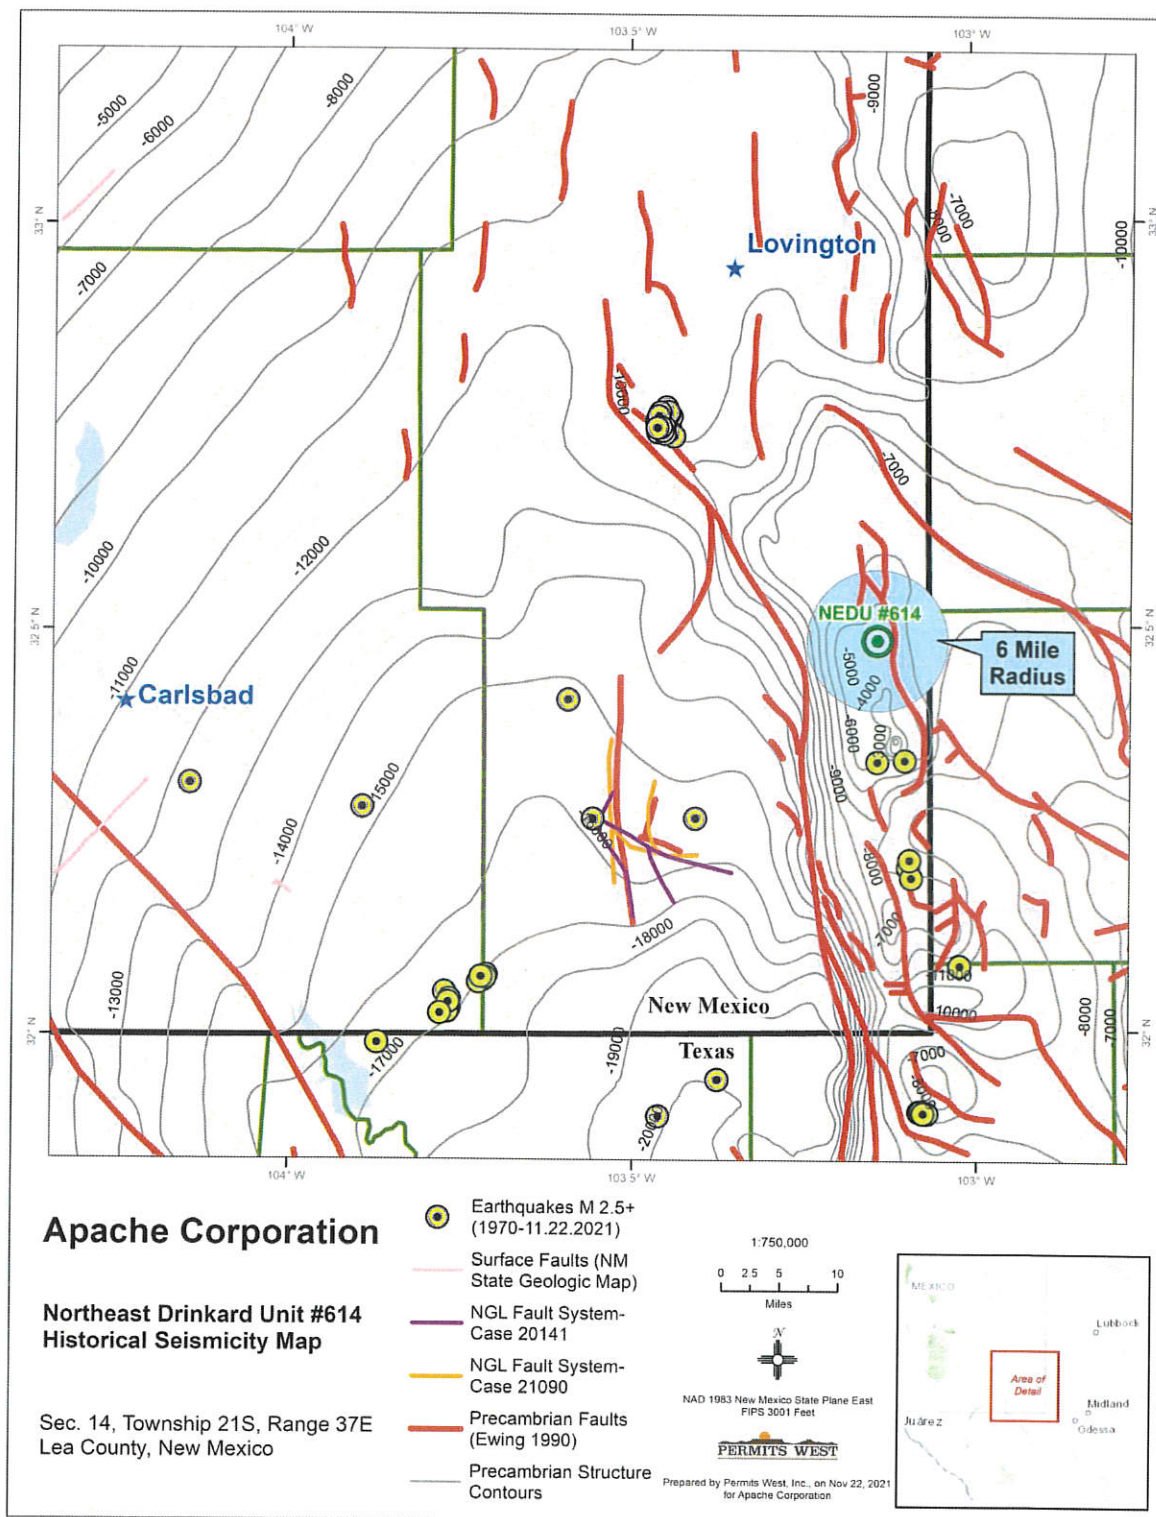 104° W
103.5° W
103° W
-5000
-6000
-8000
-9000
33° N
33° N
-7000
-8000
-7000
-10000
Lovington
-10000
-7000
-10000
-12000
32.5° N
32.5° N
NEDU #614
6 Mile
Radius
-5000
-4000
-6000
-11000
Carlsbad
-15000
-9000
-14000
-8000
-7000
-18000
-11000
-13000
New Mexico
-10000
-8000
-7000
32° N
32° N
Texas
-17000
-19000
-7000
-8000
-20000
104° W
103.5° W
103° W
Apache Corporation
Northeast Drinkard Unit #614
Historical Seismicity Map
Sec. 14, Township 21S, Range 37E
Lea County, New Mexico
Earthquakes M 2.5+
(1970-11.22.2021)
Surface Faults (NM
State Geologic Map)
NGL Fault System-
Case 20141
NGL Fault System-
Case 21090
Precambrian Faults
(Ewing 1990)
Precambrian Structure
Contours
1:750,000
0 2.5 5 10
Miles
N
NAD 1983 New Mexico State Plane East
FIPS 3001 Feet
PERMITS WEST
Prepared by Permits West, Inc., on Nov 22, 2021
for Apache Corporation
MEXICO
Lubbock
Area of
Detail
Midland
Odessa
Juárez